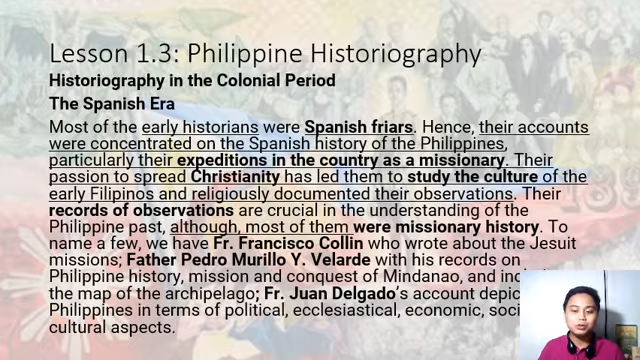 Lesson 1.3: Philippine Historiography
Historiography in the Colonial Period
The Spanish Era
Most of the early historians were Spanish friars. Hence, their accounts
were concentrated on the Spanish history of the Philippines,
particularly their expeditions in the country as a missionary. Their
passion to spread Christianity has led them to study the culture of the
early Filipinos and religiously documented their observations. Their
records of observations are crucial in the understanding of the
Philippine past, although, most of them were missionary history. To
name a few, we have Fr. Francisco Collin who wrote about the Jesuit
missions; Father Pedro Murillo Y. Velarde with his records on
Philippine history, mission and conquest of Mindanao, and
the map of the archipelago; Fr. Juan Delgado's account
Philippines in terms of political, ecclesiastical, economic,
cultural aspects.